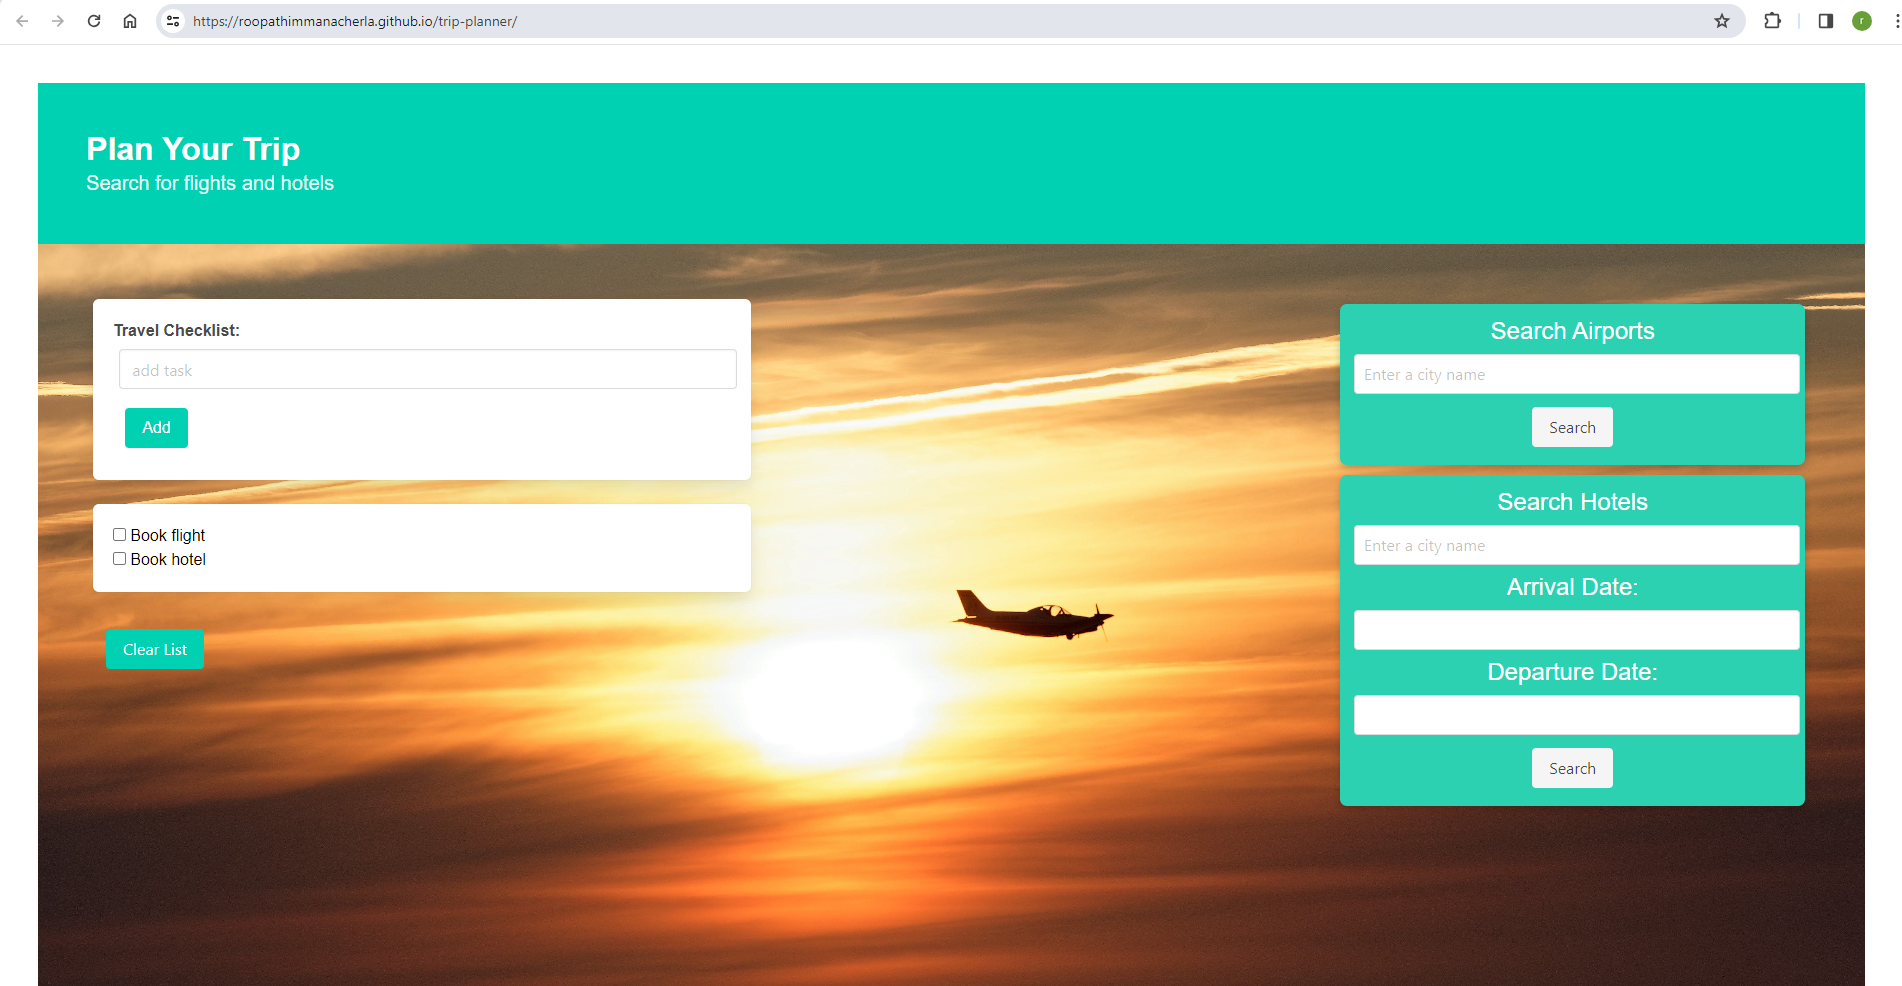 https://roopathimmanacherla.github.io/trip-planner/
r
Plan Your Trip
Search for flights and hotels
Travel Checklist:
add task
Add
Book flight
Book hotel
Clear List
Search Airports
Enter a city name
Search
Search Hotels
Enter a city name
Arrival Date:
Departure Date:
Search